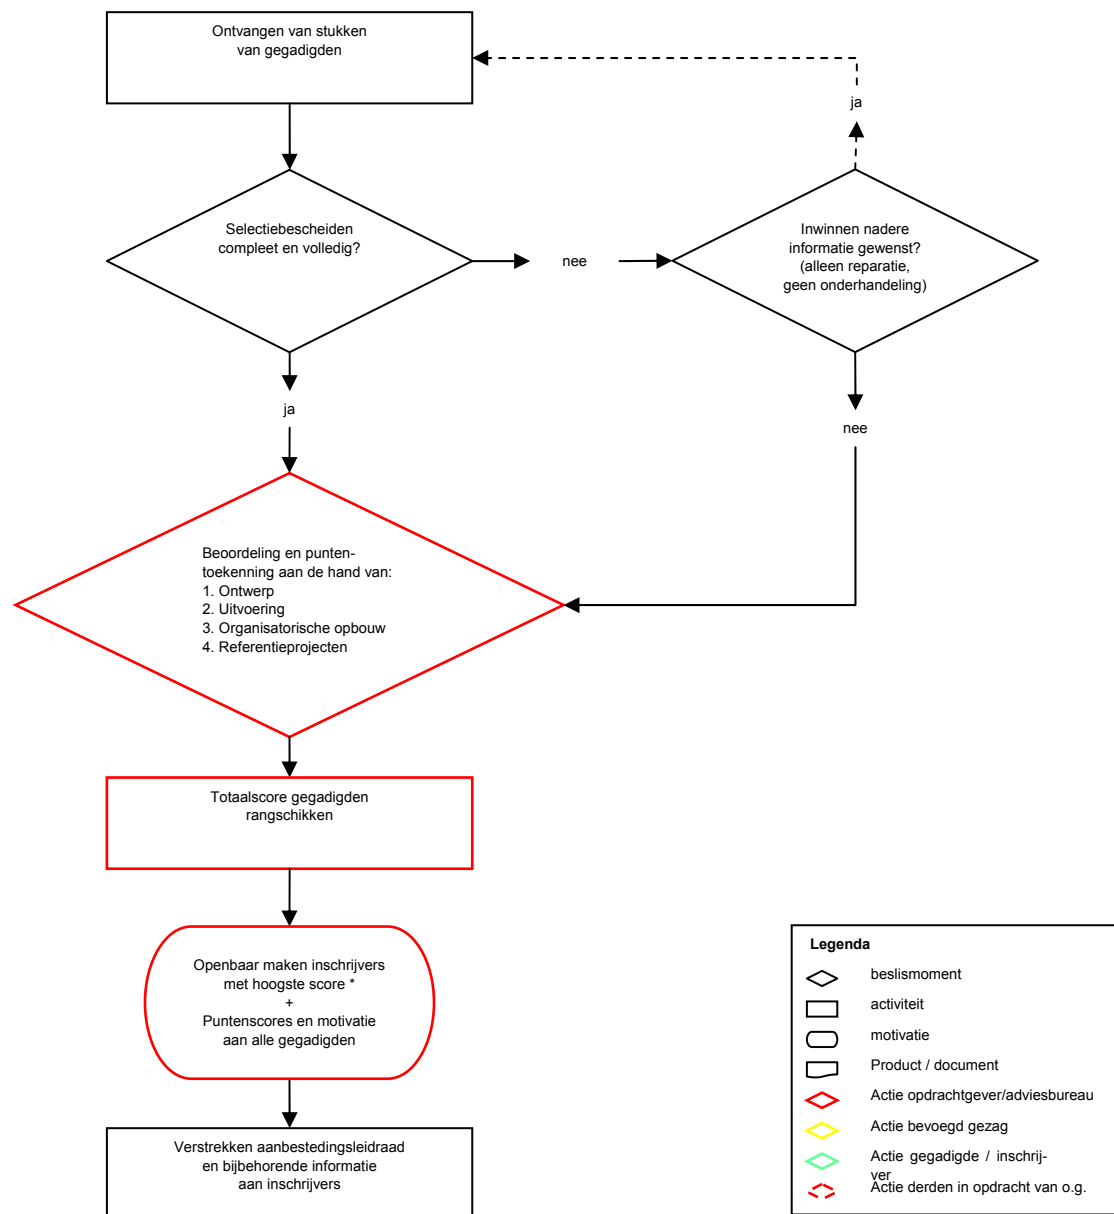 Ontvangen van stukken
van gegadigden
ja
Selectiebescheiden
compleet en volledig?
nee
Inwinnen nadere
informatie gewenst?
(alleen reparatie,
geen onderhandeling)
ja
nee
Beoordeling en punten-
toekenning aan de hand van:
1. Ontwerp
2. Uitvoering
3. Organisatorische opbouw
4. Referentieprojecten
Totaalscore gegadigden
rangschikken
Openbaar maken inschrijvers
met hoogste score *
+
Puntenscores en motivatie
aan alle gegadigden
Verstrekken aanbestedingsleidraad
en bijbehorende informatie
aan inschrijvers
Legenda
beslismoment
activiteit
motivatie
Product / document
Actie opdrachtgever/adviesbureau
Actie bevoegd gezag
Actie gegadigde / inschrij-
ver
Actie derden in opdracht van o.g.